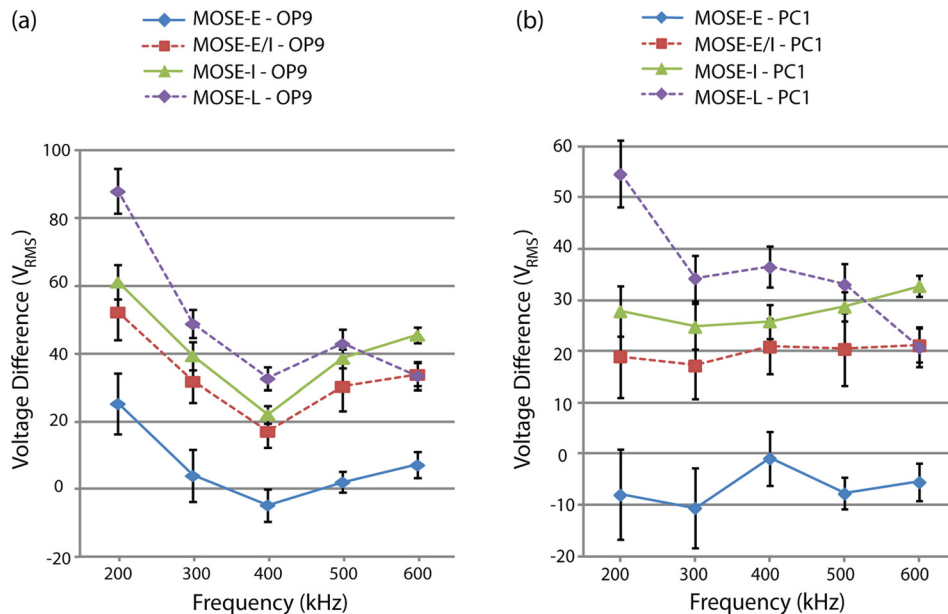 (a)
MOSE-E - OP9
MOSE-E/I - OP9
MOSE-I - OP9
MOSE-L - OP9
Voltage Difference (VRMS)
100
80
60
40
20
0
-20
200 300 400 500 600
Frequency (kHz)
(b)
MOSE-E - PC1
MOSE-E/I - PC1
MOSE-I - PC1
MOSE-L - PC1
Voltage Difference (VRMS)
60
50
40
30
20
10
0
-10
-20
200 300 400 500 600
Frequency (kHz)